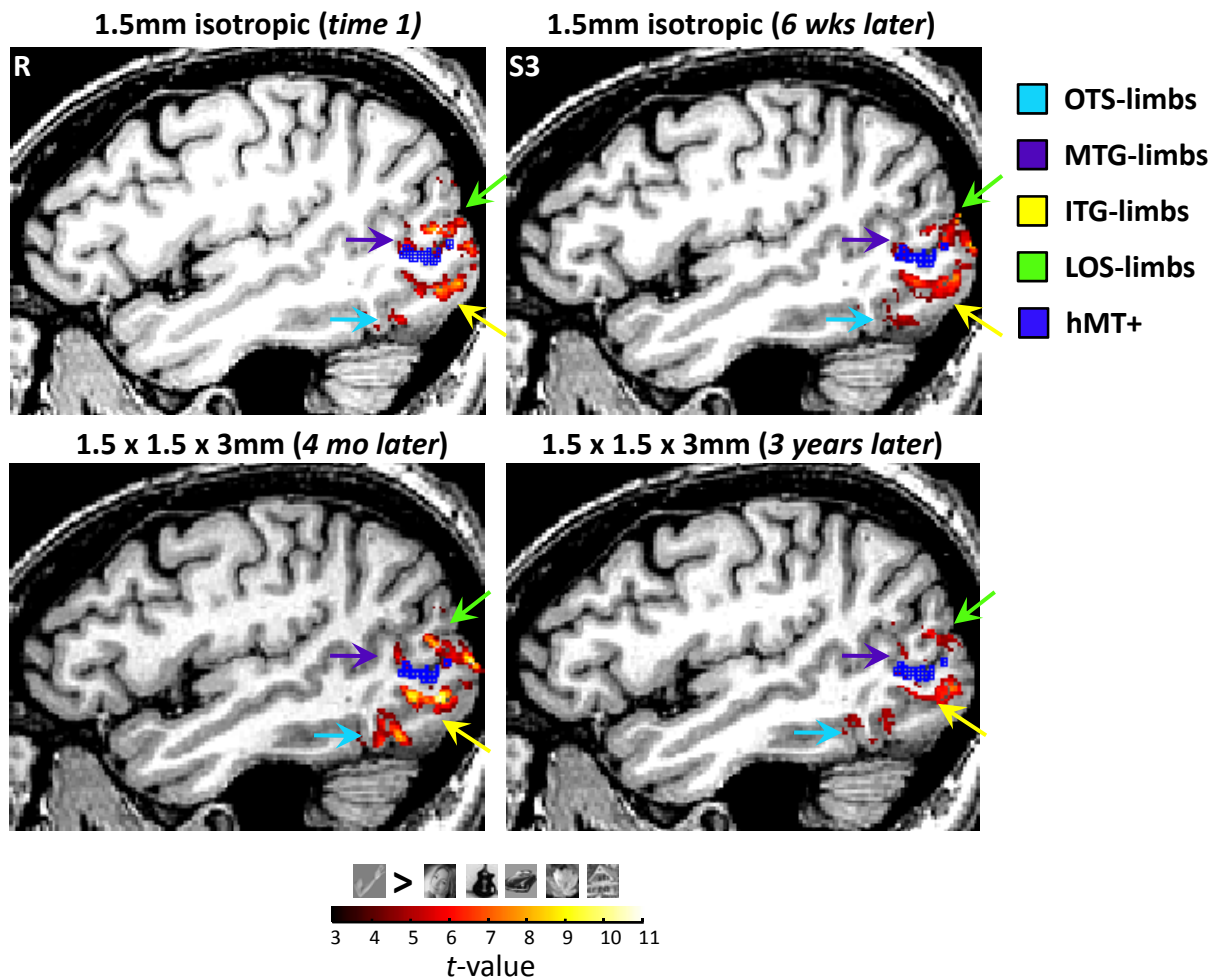 1.5mm isotropic (time 1)
1.5mm isotropic (6 wks later)
R
S3
OTS-limbs
MTG-limbs
ITG-limbs
LOS-limbs
hMT+
1.5 x 1.5 x 3mm (4 mo later)
1.5 x 1.5 x 3mm (3 years later)
>
3 4 5 6 7 8 9 10 11
t-value